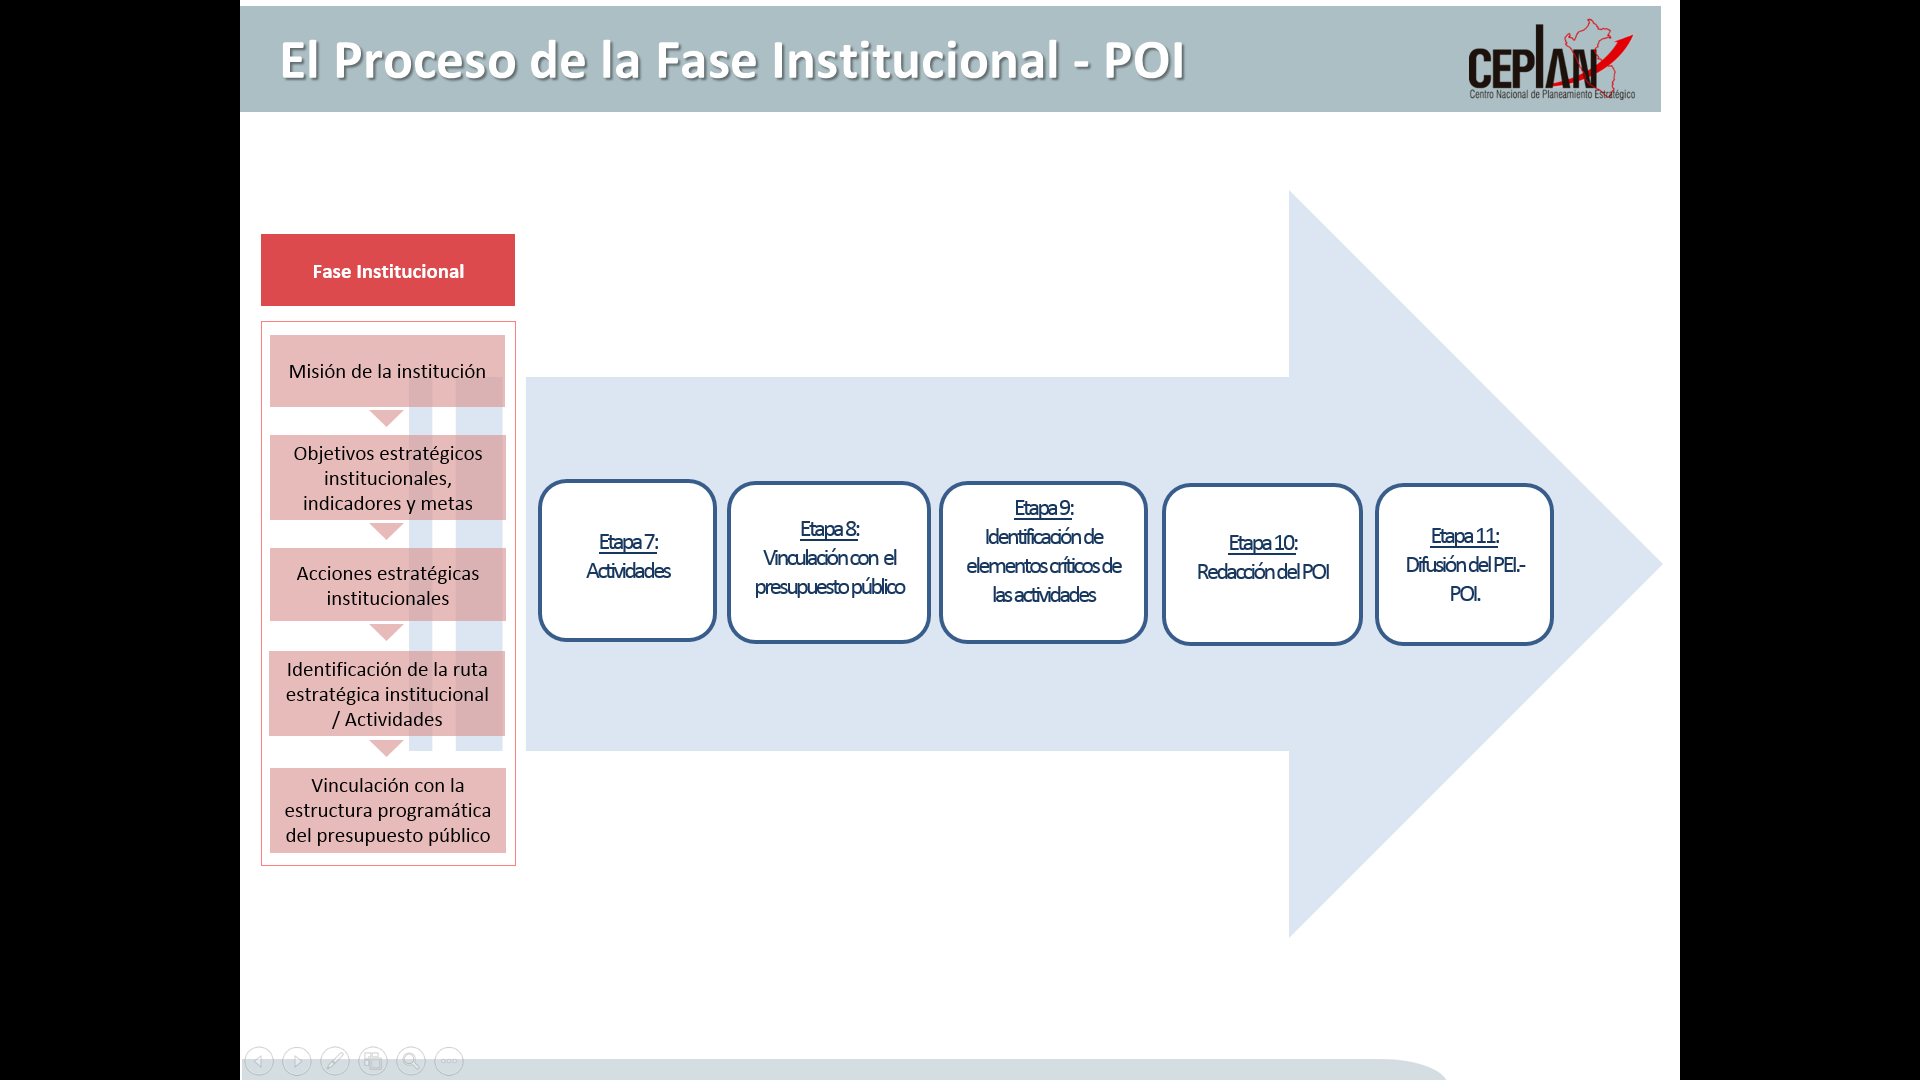 El Proceso de la Fase Institucional - POI
CEPLAN
Centro Nacional de Planeamiento Estratégico
Fase Institucional
Misión de la institución
Objetivos estratégicos
institucionales,
indicadores y metas
Acciones estratégicas
institucionales
Identificación de la ruta
estratégica institucional
/ Actividades
Vinculación con la
estructura programática
del presupuesto público
Etapa 7:
Actividades
Etapa 8:
Vinculación con el
presupuesto público
Etapa 9:
Identificación de
elementos críticos de
las actividades
Etapa 10:
Redacción del POI
Etapa 11:
Difusión del PEI.-
POI.